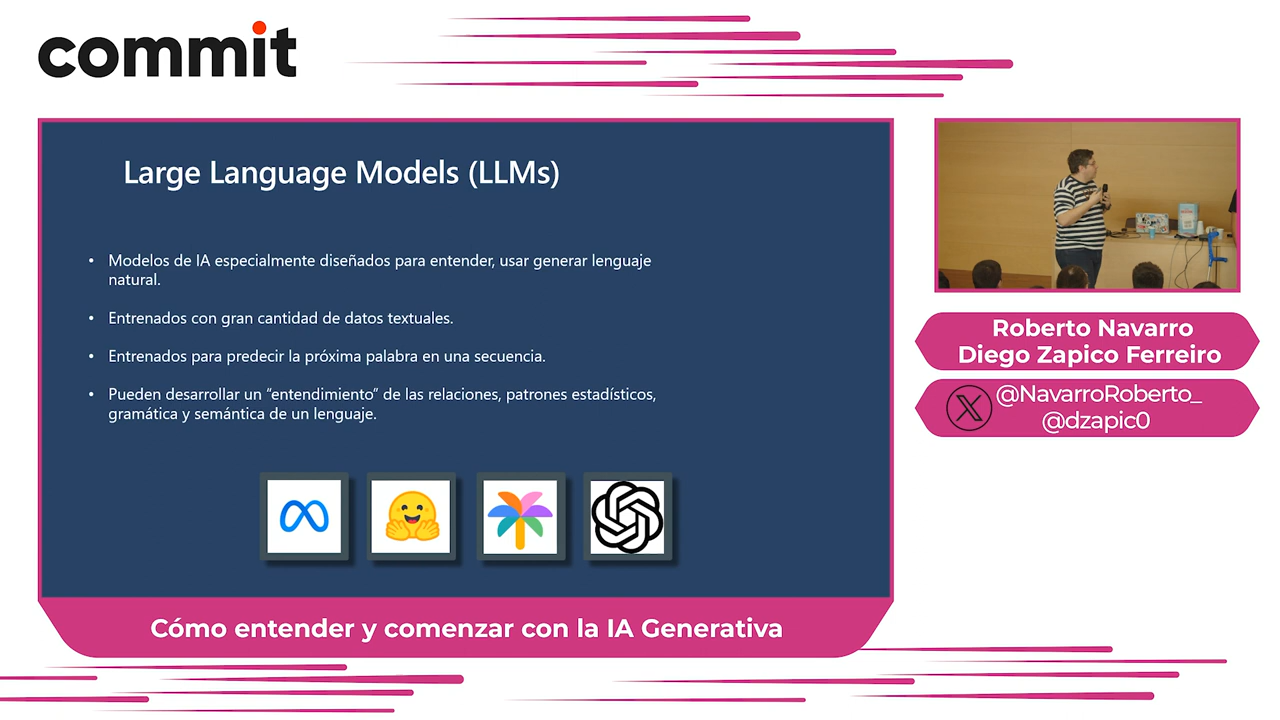 commit
Large Language Models (LLMs)
• Modelos de IA especialmente diseñados para entender, usar generar lenguaje
natural.
• Entrenados con gran cantidad de datos textuales.
• Entrenados para predecir la próxima palabra en una secuencia.
• Pueden desarrollar un “entendimiento” de las relaciones, patrones estadísticos,
gramática y semántica de un lenguaje.
Cómo entender y comenzar con la IA Generativa
Roberto Navarro
Diego Zapico Ferreiro
@NavarroRoberto_
@dzapic0